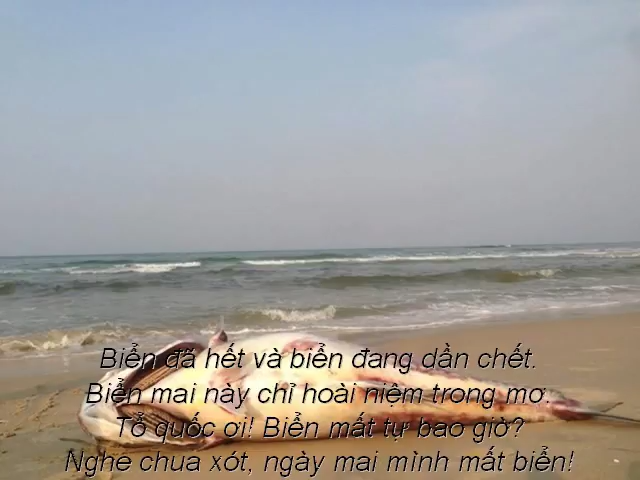 Biển đã hết và biển đang dần chết.
Biển mai này chỉ hoài niệm trong mơ.
Tổ quốc ơi! Biển mất tự bao giờ?
Nghe chua xót, ngày mai mình mất biển!